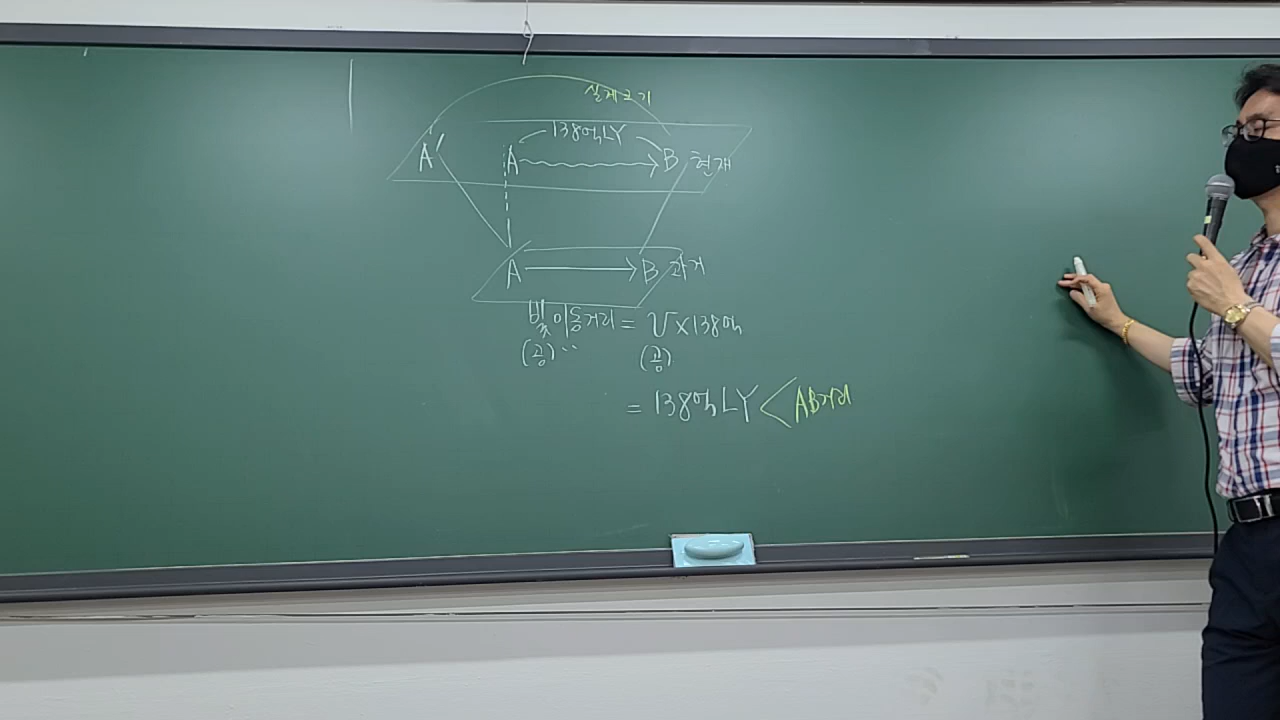 실제크기
138억LY
A' A B 현재
A B 과거
빛이동거리 = V×138억
(공) (공)
= 138억LY < AB거리